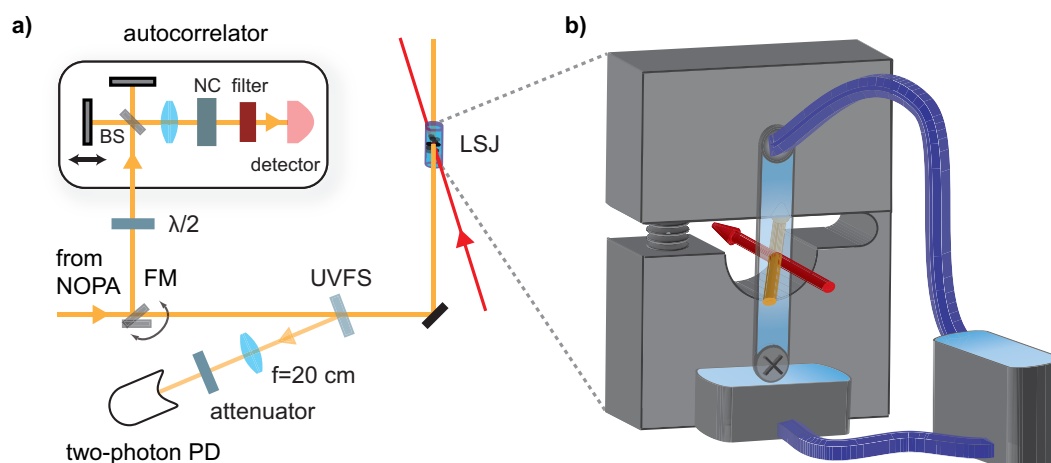 a)
autocorrelator
NC
filter
BS
detector
λ/2
from
NOPA
FM
UVFS
f=20 cm
attenuator
two-photon PD
LSJ
b)